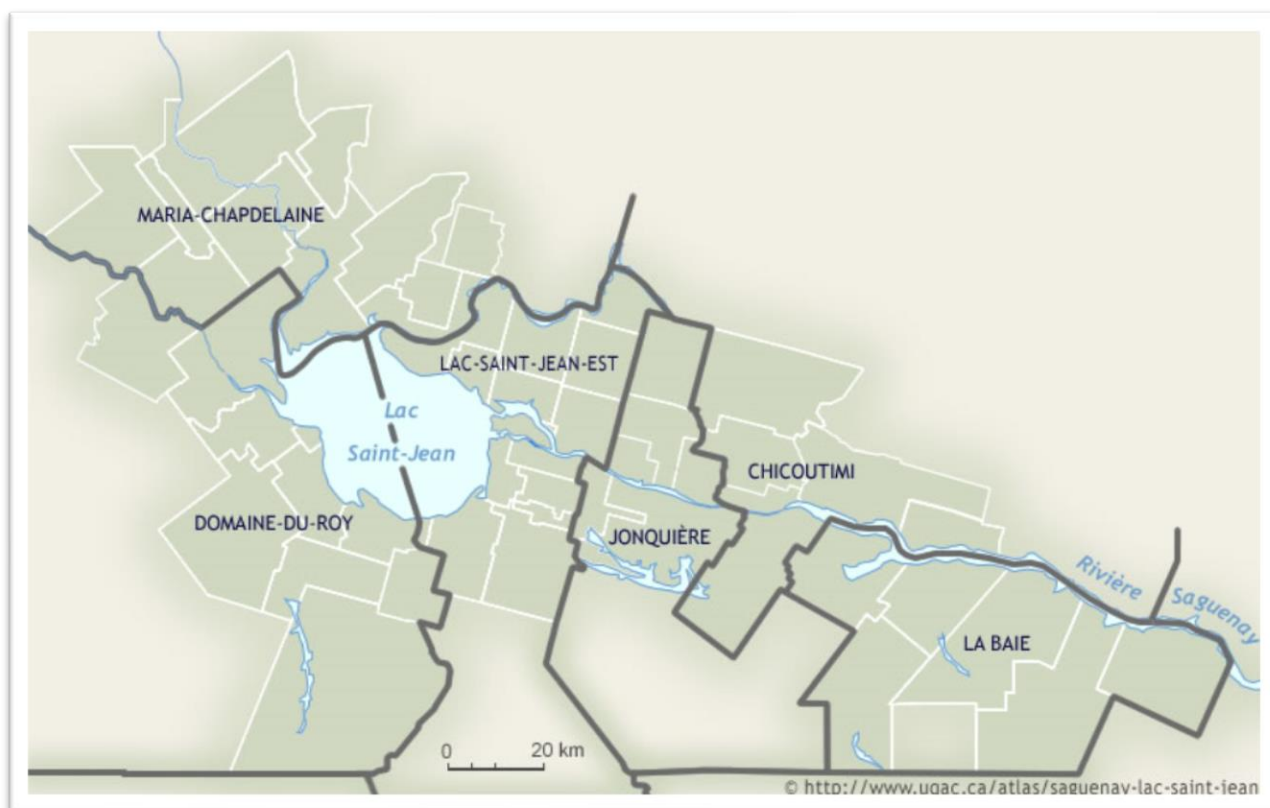 MARIA-CHAPDELAINE
LAC-SAINT-JEAN-EST
Lac
Saint-Jean
CHICOUTIMI
DOMAINE-DU-ROY
JONQUIÈRE
Rivière
Saguenay
LA BAIE
0 20 km
© http://www.uqac.ca/atlas/saguenay-lac-saint-jean